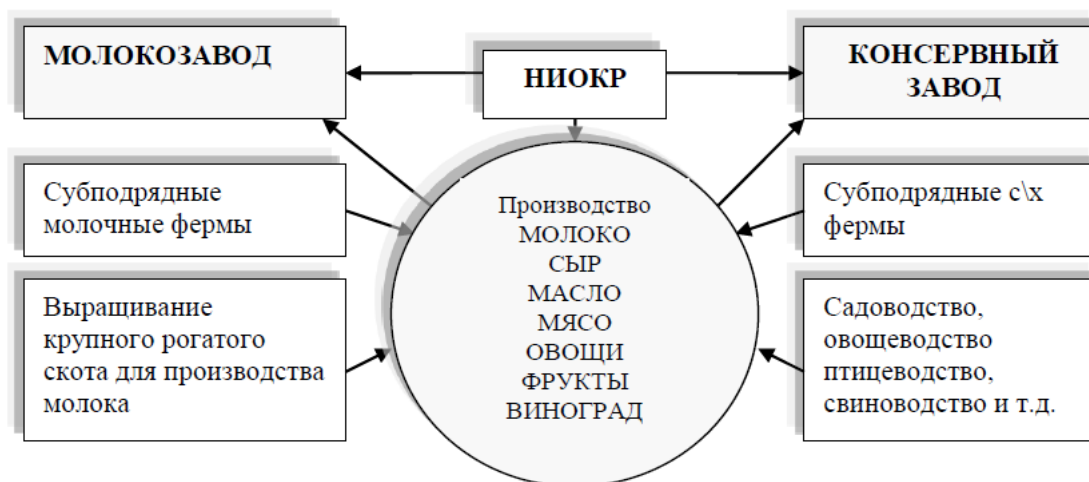 МОЛОКОЗАВОД
НИОКР
КОНСЕРВНЫЙ
ЗАВОД
Субподрядные
молочные фермы
Выращивание
крупного рогатого
скота для производства
молока
Производство
МОЛОКО
СЫР
МАСЛО
МЯСО
ОВОЩИ
ФРУКТЫ
ВИНОГРАД
Субподрядные с\х
фермы
Садоводство,
овощеводство
птицеводство,
свиноводство и т.д.